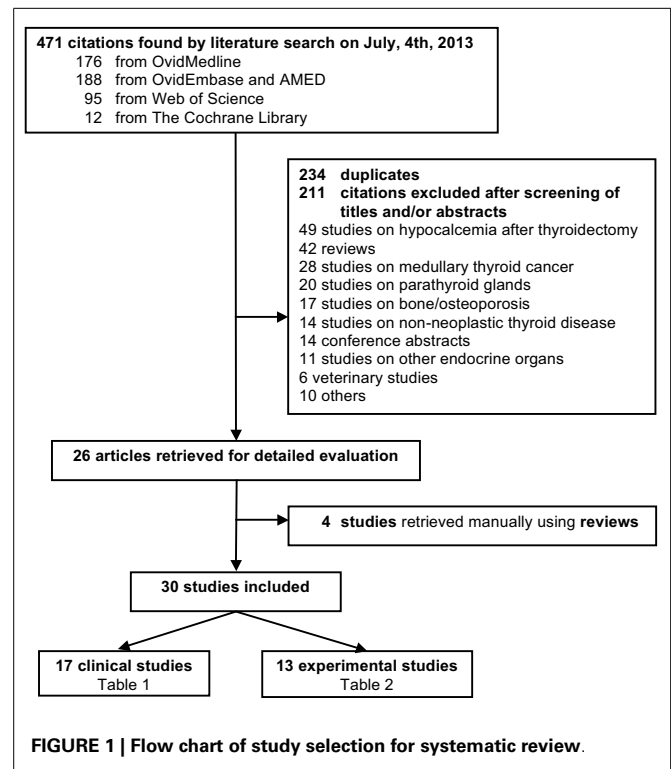 471 citations found by literature search on July, 4th, 2013
176 from OvidMedline
188 from OvidEmbase and AMED
95 from Web of Science
12 from The Cochrane Library
234 duplicates
211 citations excluded after screening of
titles and/or abstracts
49 studies on hypocalcemia after thyroidectomy
42 reviews
28 studies on medullary thyroid cancer
20 studies on parathyroid glands
17 studies on bone/osteoporosis
14 studies on non-neoplastic thyroid disease
14 conference abstracts
11 studies on other endocrine organs
6 veterinary studies
10 others
26 articles retrieved for detailed evaluation
4 studies retrieved manually using reviews
30 studies included
17 clinical studies
Table 1
13 experimental studies
Table 2
FIGURE 1 | Flow chart of study selection for systematic review.